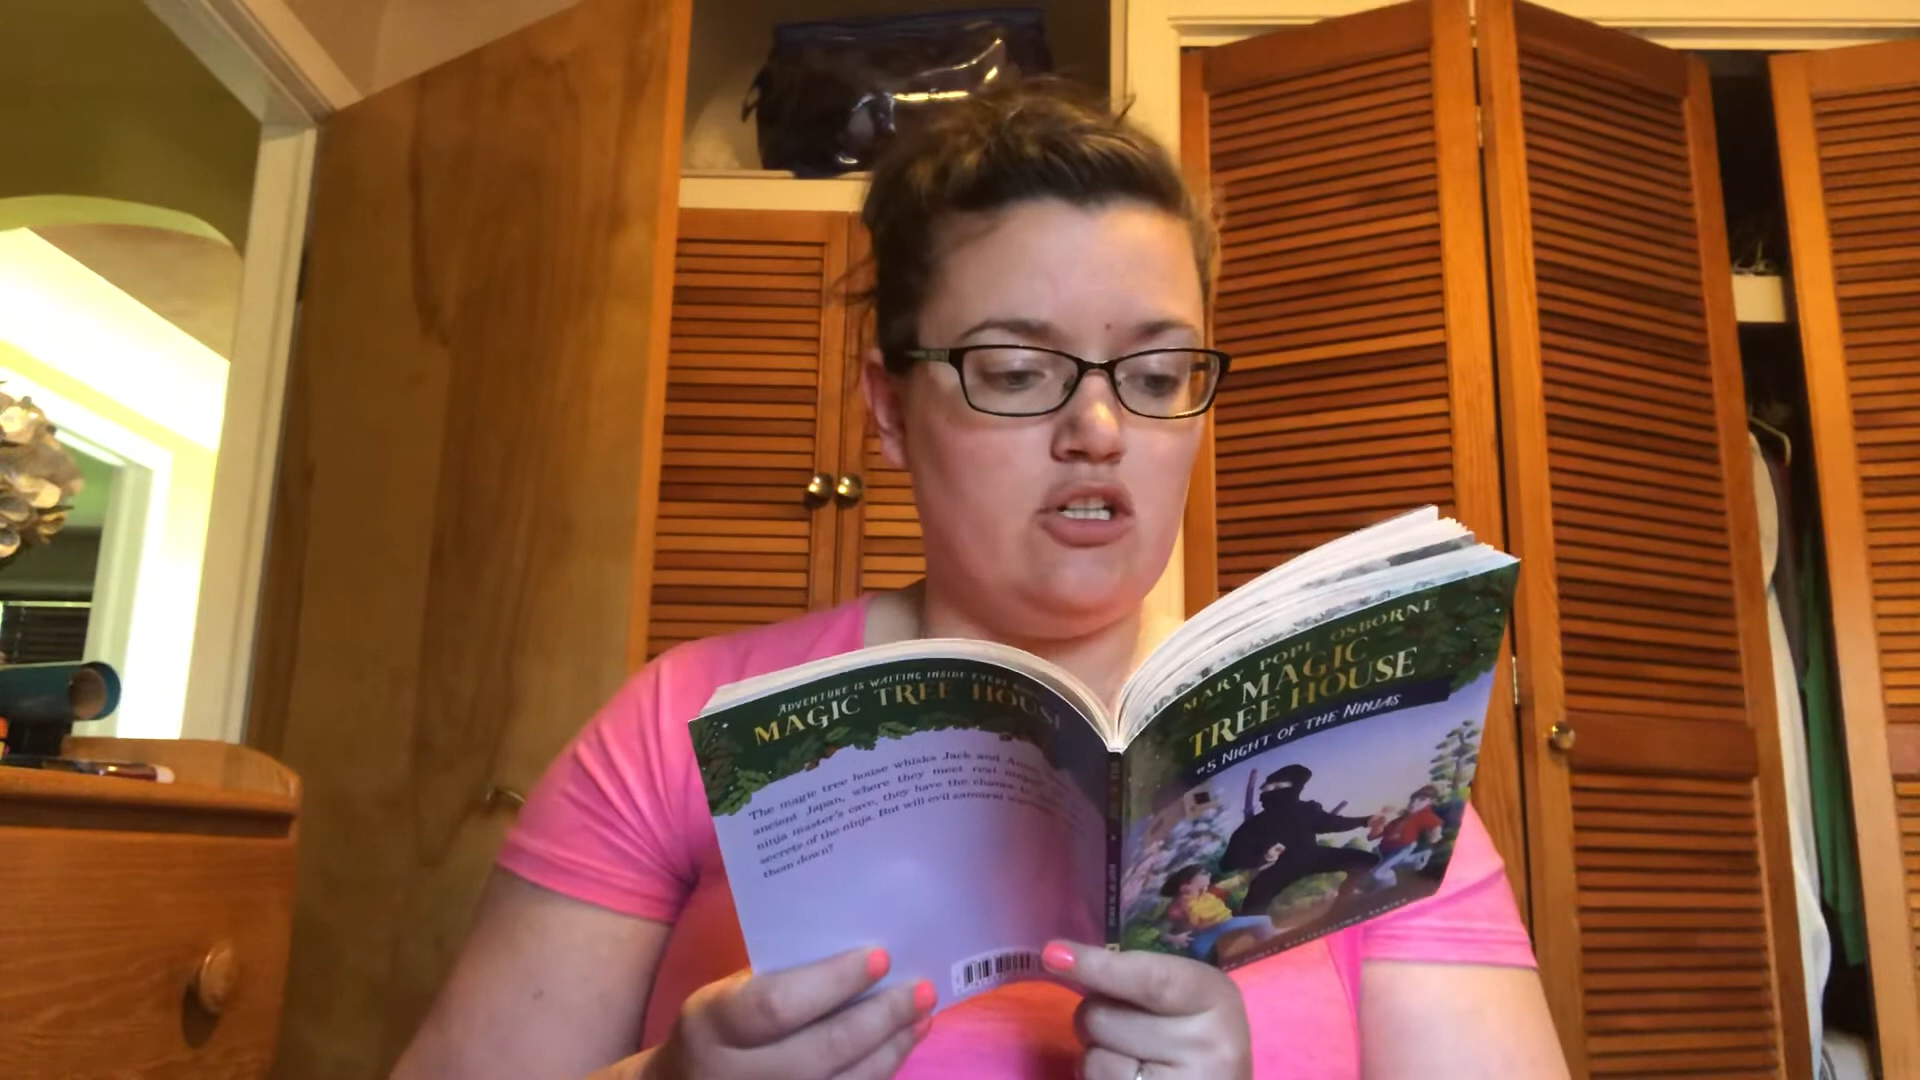 ADVENTURE IS WAITING INSIDE EVERY
MAGIC TREE HOUSE
The magic tree house whisks Jack and
ancient Japan, where they meet real
ninja master's cave, they have the chance to
secrets of the ninja. But will evil samurai
them down?
MARY POPE OSBORNE
MAGIC
TREE HOUSE
#5 NIGHT OF THE NINJAS